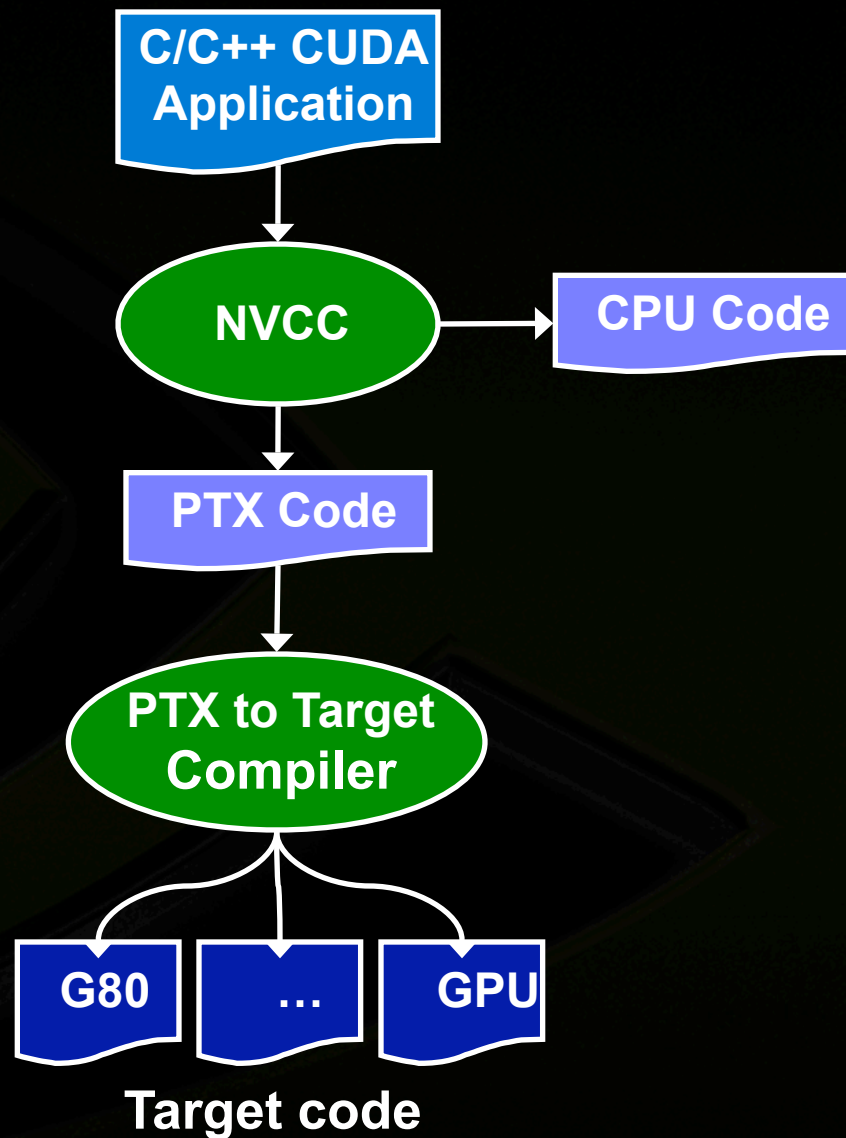 C/C++ CUDA
Application
NVCC
CPU Code
PTX Code
PTX to Target
Compiler
G80
…
GPU
Target code